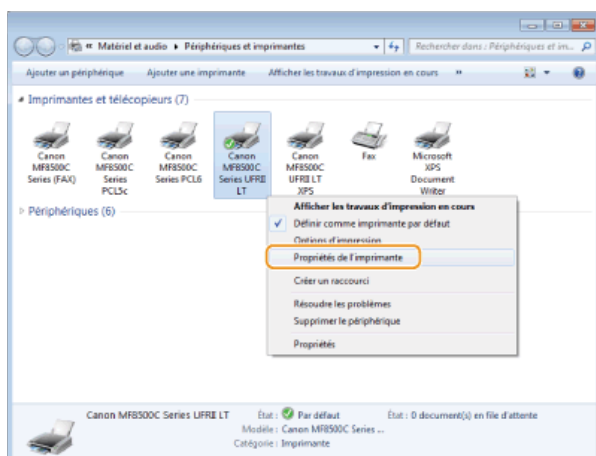 « Matériel et audio ▸ Périphériques et imprimantes
Rechercher dans : Périphériques et im...
Ajouter un périphérique Ajouter une imprimante Afficher les travaux d'impression en cours »
Imprimantes et télécopieurs (7)
Canon MF8500C Series (FAX)
Canon MF8500C Series PCL5c
Canon MF8500C Series PCL6
Canon MF8500C Series UFRII LT
Canon MF8500C UFRII LT XPS
Fax
Microsoft XPS Document Writer
Périphériques (6)
Afficher les travaux d'impression en cours
Définir comme imprimante par défaut
Options d'impression
Propriétés de l'imprimante
Créer un raccourci
Résoudre les problèmes
Supprimer le périphérique
Propriétés
Canon MF8500C Series UFRII LT État : Par défaut État : 0 document(s) en file d'attente
Modèle : Canon MF8500C Series ...
Catégorie : Imprimante